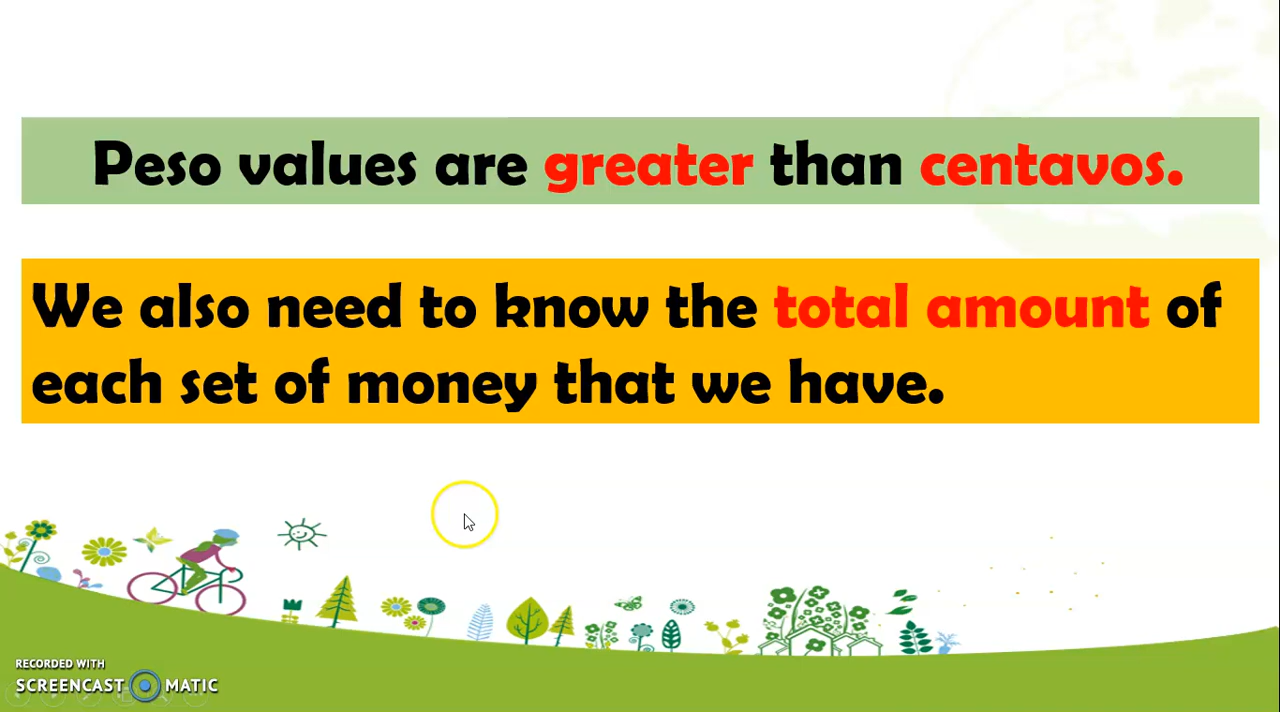 Peso values are greater than centavos.
We also need to know the total amount of
each set of money that we have.
RECORDED WITH
SCREENCAST MATIC